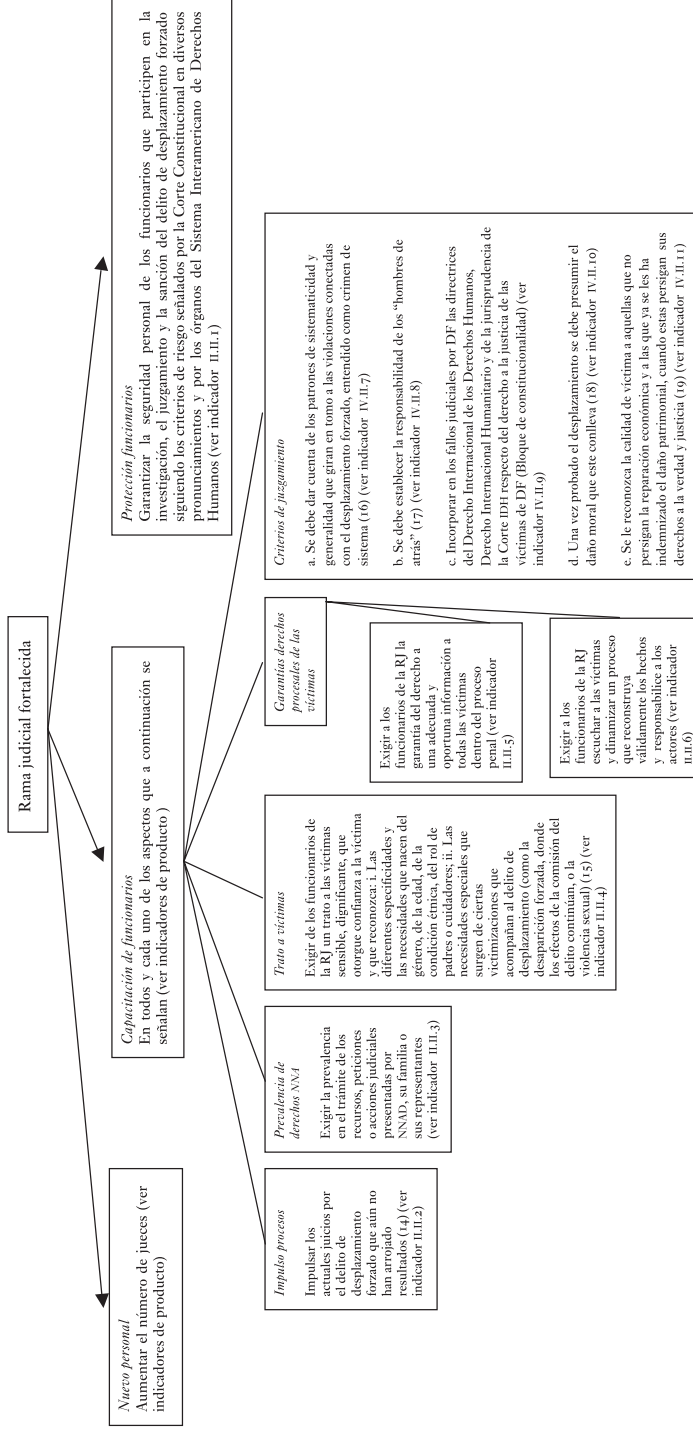 Rama judicial fortalecida
Nuevo personal
Aumentar el número de jueces (ver
indicadores de producto)
Capacitación de funcionarios
En todos y cada uno de los aspectos que a continuación se
señalan (ver indicadores de producto )
Protección funcionarios
Garantizar la seguridad personal de los funcionarios que participen en la
investigación, el juzgamiento y la sanción del delito de desplazamiento forzado
siguiendo los criterios de riesgo señalados por la Corte Constitucional en diversos
pronunciamientos y por los órganos del Sistema Interamericano de Derechos
Humanos (ver indicador II.II.1)
Impulso procesos
Impulsar los
actuales juicios por
el delito de
desplazamiento
forzado que aún no
han arrojado
resultados (14) (ver
indicador II.II.2)
Prevalencia de
derechos NNA
Exigir la prevalencia
en el trámite de los
recursos, peticiones
o acciones judiciales
presentadas por
NNAD, su familia o
sus representantes
(ver indicador II.II.3)
Trato a víctimas
Exigir de los funcionarios de
la RJ un trato a las víctimas
sensible, dignificante, que
otorgue confianza a la víctima
y que reconozca: i. Las
diferentes especificidades y
las necesidades que nacen del
género, de la edad, de la
condición étnica, del rol de
padres o cuidadores; ii. Las
necesidades especiales que
surgen de ciertas
victimizaciones que
acompañan al delito de
desplazamiento (como la
desaparición forzada, donde
los efectos de la comisión del
delito continúan, o la
violencia sexual) (15) (ver
indicador II.II.4)
Garantías derechos
procesales de las
víctimas
Exigir a los
funcionarios de la RJ la
garantía del derecho a
una adecuada y
oportuna información a
todas las víctimas
dentro del proceso
penal (ver indicador
II.II.5)
Exigir a los
funcionarios de la RJ
escuchar a las víctimas
y dinamizar un proceso
que reconstruya
válidamente los hechos
y responsabilice a los
actores (ver indicador
II.II.6)
Criterios de juzgamiento
a. Se debe dar cuenta de los patrones de sistematicidad y
generalidad que giran en torno a las violaciones conectadas
con el desplazamiento forzado, entendido como crimen de
sistema (16) (ver indicador IV.II.7)
b. Se debe establecer la responsabilidad de los “hombres de
atrás” (17) (ver indicador IV.II.8)
c. Incorporar en los fallos judiciales por DF las directrices
del Derecho Internacional de los Derechos Humanos,
Derecho Internacional Humanitario y de la jurisprudencia de
la Corte IDH respecto del derecho a la justicia de las
víctimas de DF (Bloque de constitucionalidad) (ver
indicador IV.II.9)
d. Una vez probado el desplazamiento se debe presumir el
daño moral que este conlleva (18) (ver indicador IV.II.10)
e. Se le reconozca la calidad de víctima a aquellas que no
persigan la reparación económica y a las que ya se les ha
indemnizado el daño patrimonial, cuando estas persigan sus
derechos a la verdad y justicia (19) (ver indicador IV.II.11)